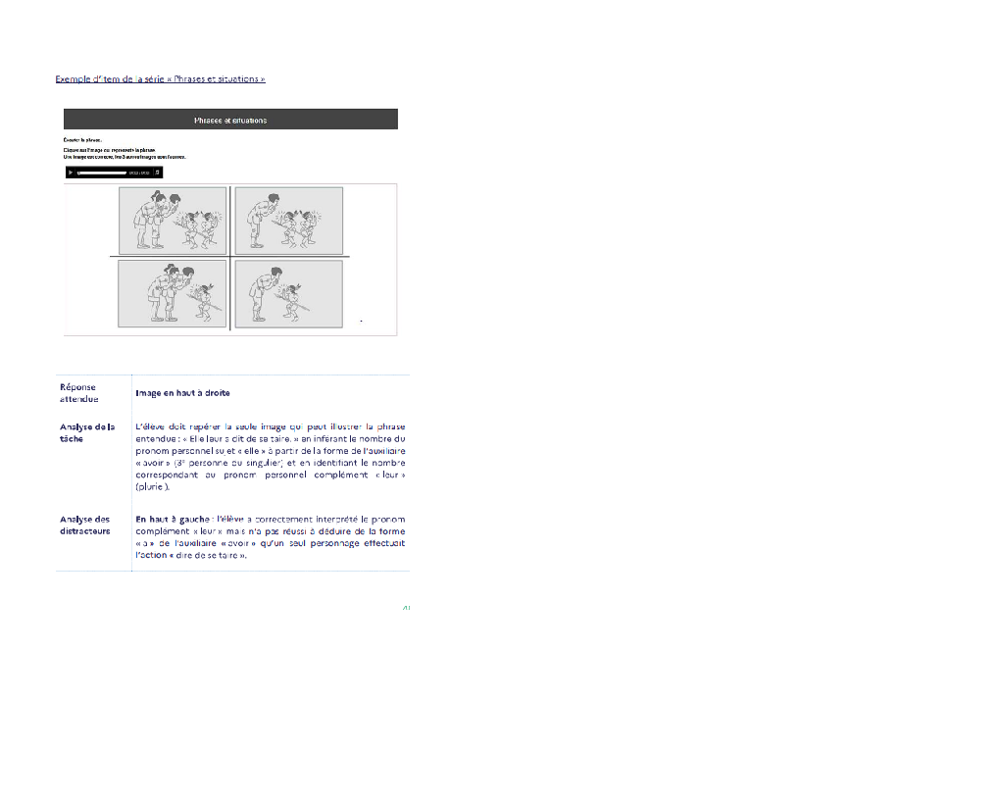 Exemple d'item de la série « Phrases et situations »
Phrases et situations
Écouter la phrase.
Cliquer sur l'image qui représente la phrase.
Une image est correcte, les 3 autres images sont fausses.
Réponse attendue
Image en haut à droite
Analyse de la tâche
L'élève doit repérer la seule image qui peut illustrer la phrase
entendue : « Elle leur a dit de se taire. » en inférant le nombre du
pronom personnel sujet « elle » à partir de la forme de l'auxiliaire
« avoir » (3e personne du singulier) et en identifiant le nombre
correspondant au pronom personnel complément « leur »
(pluriel).
Analyse des distracteurs
En haut à gauche : l'élève a correctement interprété le pronom
complément « leur » mais n'a pas réussi à déduire de la forme
« a » de l'auxiliaire « avoir » qu'un seul personnage effectuait
l'action « dire de se taire ».
20